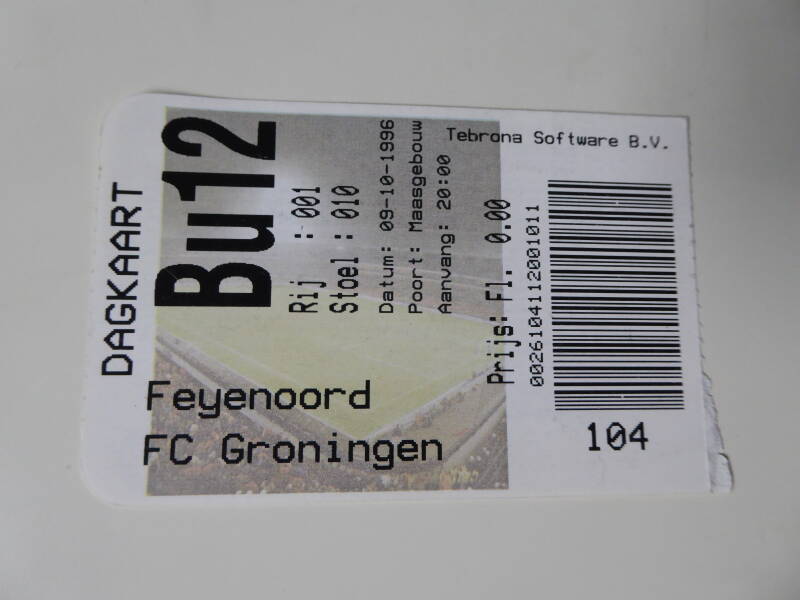 DAGKAART
Bu12
Rij : 001
Stoel : 010
Datum: 09-10-1996
Poort: Maasgebouw
Aanvang: 20:00
Prijs: Fl. 0.00
Feyenoord
FC Groningen
Tebrona Software B.V.
0026104112001011
104